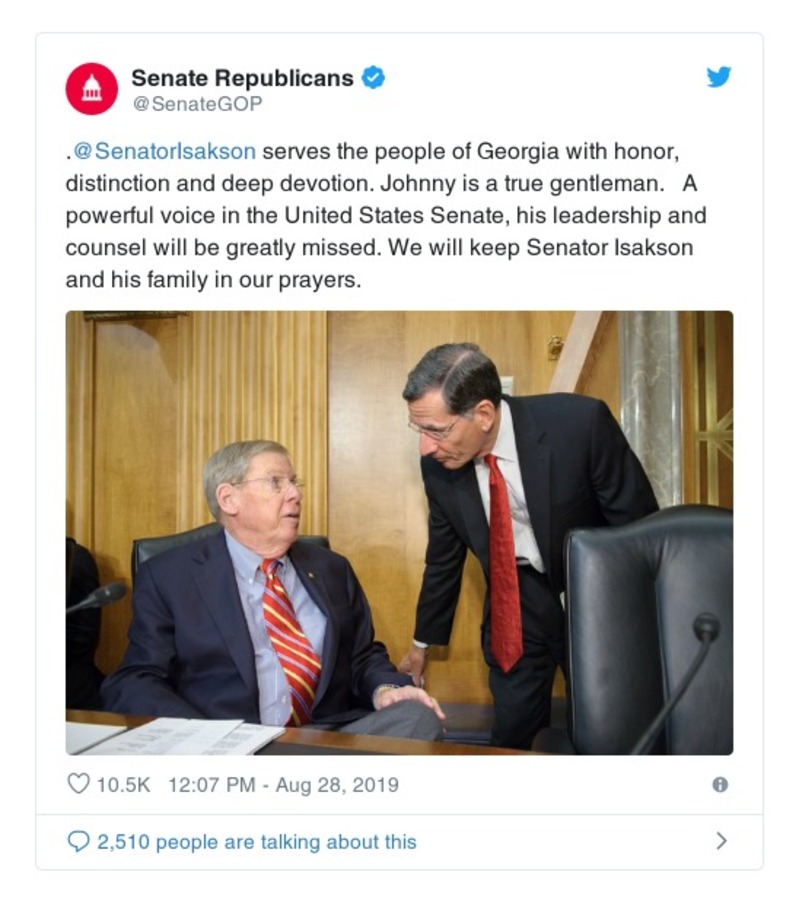 Senate Republicans
@SenateGOP
.@SenatorIsakson serves the people of Georgia with honor,
distinction and deep devotion. Johnny is a true gentleman.   A
powerful voice in the United States Senate, his leadership and
counsel will be greatly missed. We will keep Senator Isakson
and his family in our prayers.
10.5K   12:07 PM - Aug 28, 2019
2,510 people are talking about this